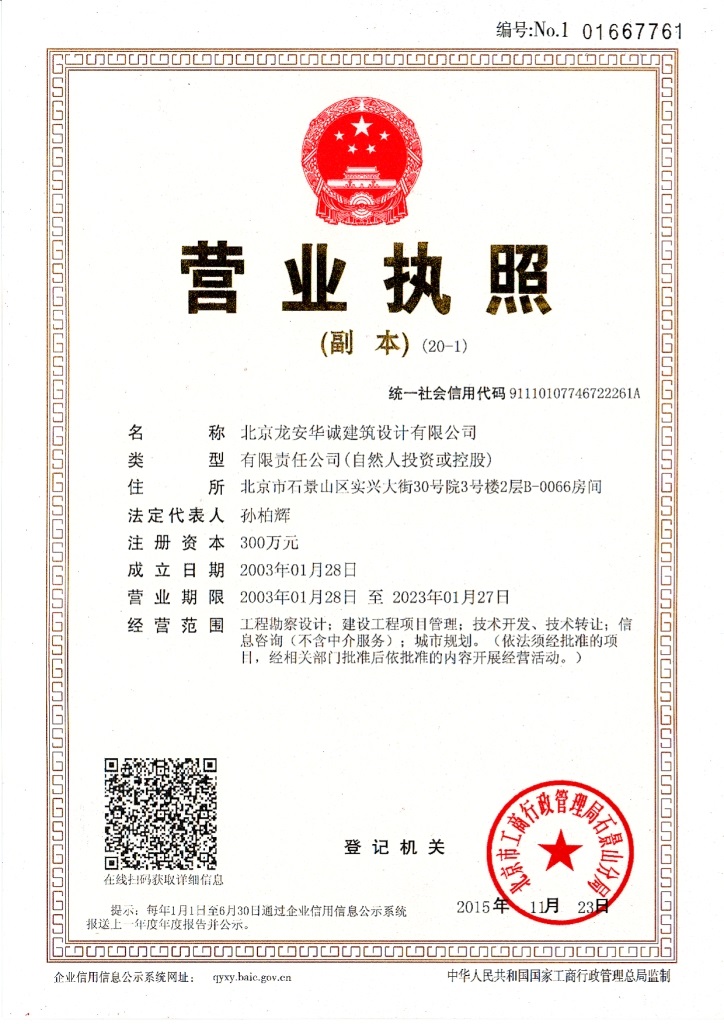 编号:No.1 01667761
营业执照
(副 本) (20-1)
统一社会信用代码 91110107746722261A
名 称 北京龙安华诚建筑设计有限公司
类 型 有限责任公司(自然人投资或控股)
住 所 北京市石景山区实兴大街30号院3号楼2层B-0066房间
法定代表人 孙柏辉
注册资本 300万元
成立日期 2003年01月28日
营业期限 2003年01月28日 至 2023年01月27日
经营范围 工程勘察设计；建设工程项目管理；技术开发、技术转让；信
息咨询（不含中介服务）；城市规划。（依法须经批准的项
目，经相关部门批准后依批准的内容开展经营活动。）
在线扫码获取详细信息
登记机关
北京市工商行政管理局石景山分局
2015年 11月 23日
提示：每年1月1日至6月30日通过企业信用信息公示系统
报送上一年度年度报告并公示。
企业信用信息公示系统网址： qyxy.baic.gov.cn
中华人民共和国国家工商行政管理总局监制